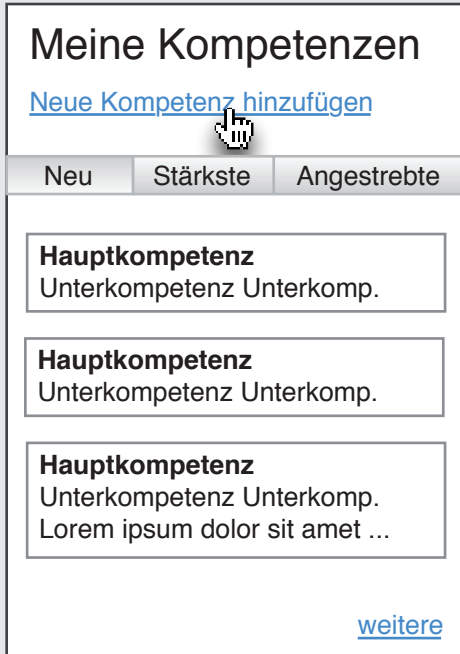 Meine Kompetenzen
Neue Kompetenz hinzufügen
Neu Stärkste Angestrebte
Hauptkompetenz
Unterkompetenz Unterkomp.
Hauptkompetenz
Unterkompetenz Unterkomp.
Hauptkompetenz
Unterkompetenz Unterkomp.
Lorem ipsum dolor sit amet ...
weitere